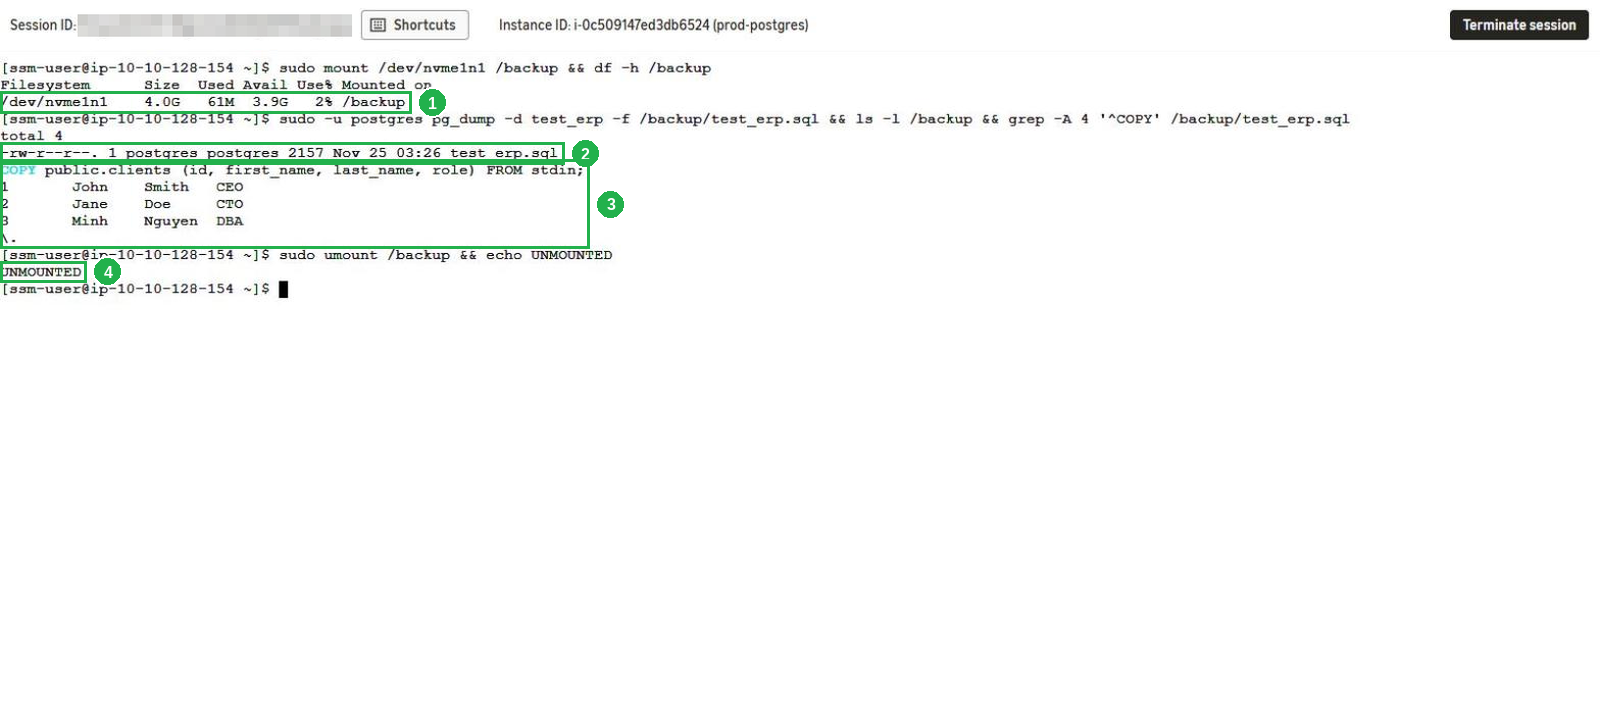 Session ID: Shortcuts Instance ID: i-0c509147ed3db6524 (prod-postgres) Terminate session
[ssm-user@ip-10-10-128-154 ~]$ sudo mount /dev/nvme1n1 /backup && df -h /backup
Filesystem      Size  Used Avail Use% Mounted on
/dev/nvme1n1    4.0G   61M  3.9G   2% /backup 1
[ssm-user@ip-10-10-128-154 ~]$ sudo -u postgres pg_dump -d test_erp -f /backup/test_erp.sql && ls -l /backup && grep -A 4 '^COPY' /backup/test_erp.sql
total 4
-rw-r--r--. 1 postgres postgres 2157 Nov 25 03:26 test_erp.sql 2
COPY public.clients (id, first_name, last_name, role) FROM stdin;
1       John    Smith   CEO
2       Jane    Doe     CTO 3
3       Minh    Nguyen  DBA
\.
[ssm-user@ip-10-10-128-154 ~]$ sudo umount /backup && echo UNMOUNTED
UNMOUNTED 4
[ssm-user@ip-10-10-128-154 ~]$